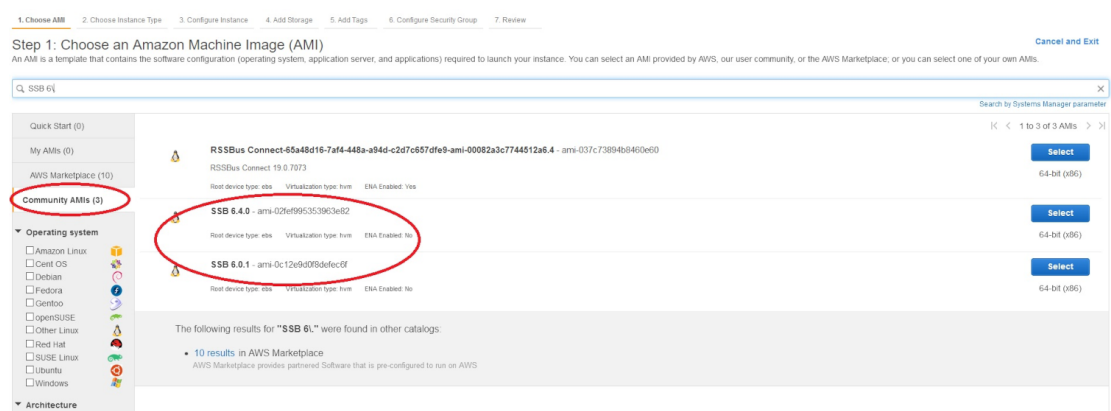 1. Choose AMI 2. Choose Instance Type 3. Configure Instance 4. Add Storage 5. Add Tags 6. Configure Security Group 7. Review
Step 1: Choose an Amazon Machine Image (AMI)
Cancel and Exit
An AMI is a template that contains the software configuration (operating system, application server, and applications) required to launch your instance. You can select an AMI provided by AWS, our user community, or the AWS Marketplace; or you can select one of your own AMIs.
SSB 6\.
Search by Systems Manager parameter
Quick Start (0)
My AMIs (0)
AWS Marketplace (10)
Community AMIs (3)
Operating system
Amazon Linux
Cent OS
Debian
Fedora
Gentoo
openSUSE
Other Linux
Red Hat
SUSE Linux
Ubuntu
Windows
Architecture
1 to 3 of 3 AMIs
RSSBus Connect-65a48d16-7af4-448a-a94d-c2d7c657dfe9-ami-00082a3c7744512a6.4 - ami-037c73894b8460e60
RSSBus Connect 19.0.7073
Root device type: ebs Virtualization type: hvm ENA Enabled: Yes
Select
64-bit (x86)
SSB 6.4.0 - ami-02fef995353963e82
Root device type: ebs Virtualization type: hvm ENA Enabled: No
Select
64-bit (x86)
SSB 6.0.1 - ami-0c12e9d0f8defec6f
Root device type: ebs Virtualization type: hvm ENA Enabled: No
Select
64-bit (x86)
The following results for "SSB 6\." were found in other catalogs:
10 results in AWS Marketplace
AWS Marketplace provides partnered Software that is pre-configured to run on AWS